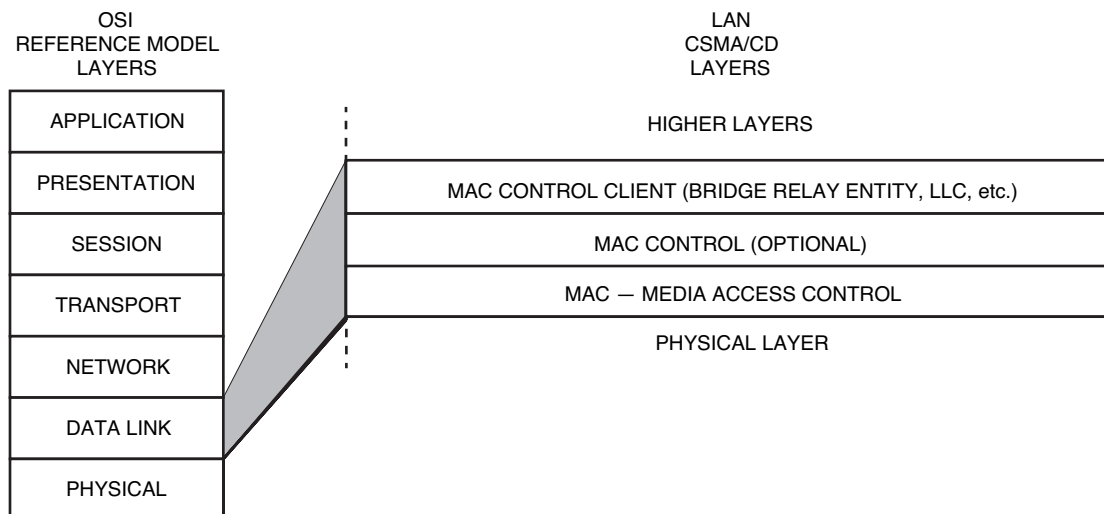 OSI
REFERENCE MODEL
LAYERS
APPLICATION
PRESENTATION
SESSION
TRANSPORT
NETWORK
DATA LINK
PHYSICAL
LAN
CSMA/CD
LAYERS
HIGHER LAYERS
MAC CONTROL CLIENT (BRIDGE RELAY ENTITY, LLC, etc.)
MAC CONTROL (OPTIONAL)
MAC — MEDIA ACCESS CONTROL
PHYSICAL LAYER